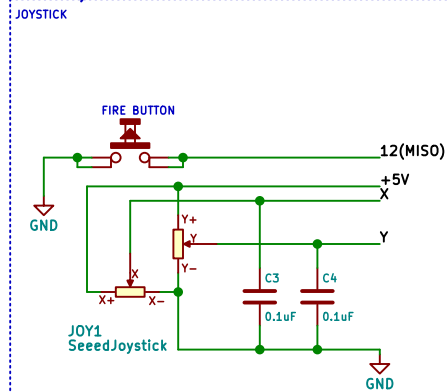 JOYSTICK
FIRE BUTTON
12(MISO)
+5V
X
Y+
Y
Y
Y-
GND
X
X+
X-
C3
C4
0.1uF
0.1uF
JOY1
SeeedJoystick
GND